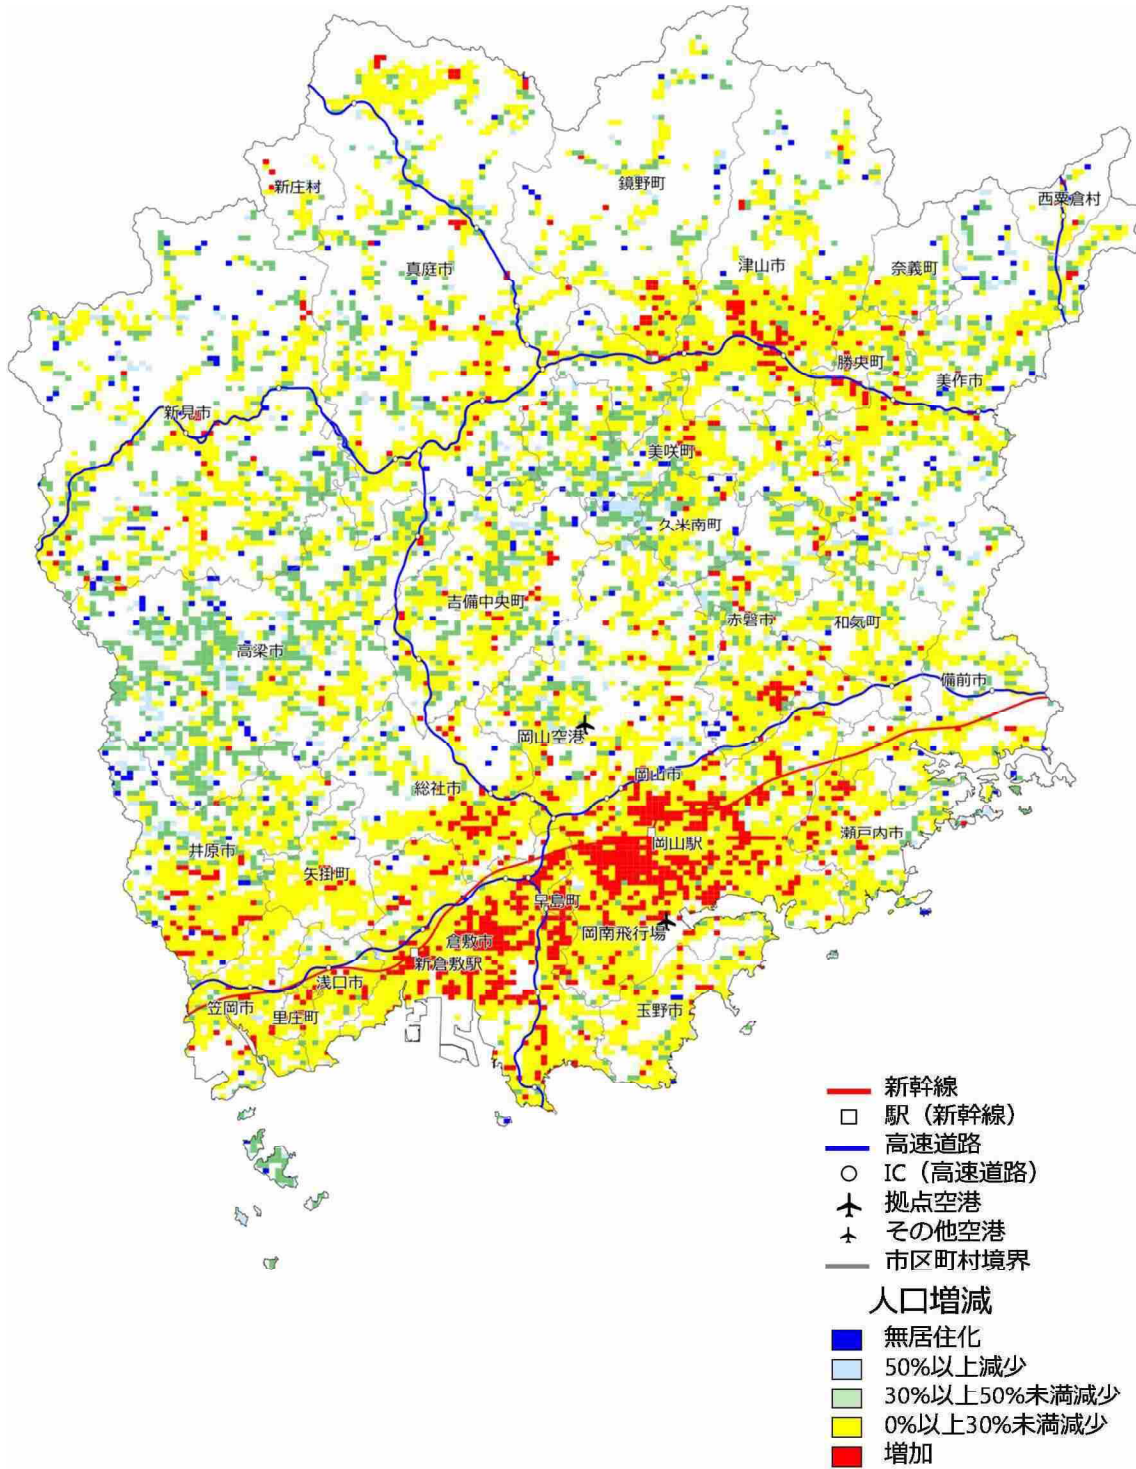 新庄村
鏡野町
西粟倉村
真庭市
津山市
奈義町
勝央町
美作市
新見市
美咲町
久米南町
吉備中央町
赤磐市
和気町
高梁市
備前市
岡山空港
岡山市
総社市
瀬戸内市
岡山駅
井原市
矢掛町
早島町
岡南飛行場
倉敷市
新倉敷駅
浅口市
笠岡市
里庄町
玉野市
新幹線
駅（新幹線）
高速道路
IC（高速道路）
拠点空港
その他空港
市区町村境界
人口増減
無居住化
50%以上減少
30%以上50%未満減少
0%以上30%未満減少
増加